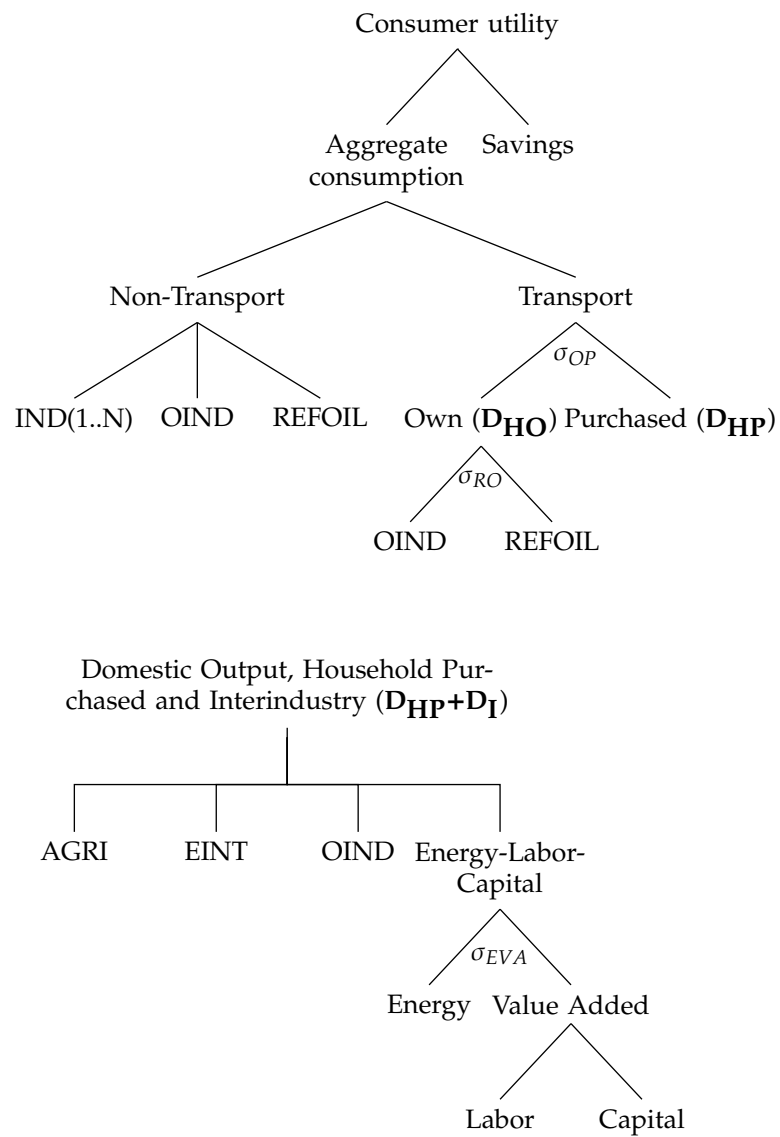 Consumer utility
Aggregate consumption
Savings
Non-Transport
Transport
σOP
IND(1..N) OIND REFOIL Own (DHO) Purchased (DHP)
σRO
OIND REFOIL
Domestic Output, Household Pur-
chased and Interindustry (DHP+DI)
AGRI EINT OIND Energy-Labor-
Capital
σEVA
Energy Value Added
Labor Capital